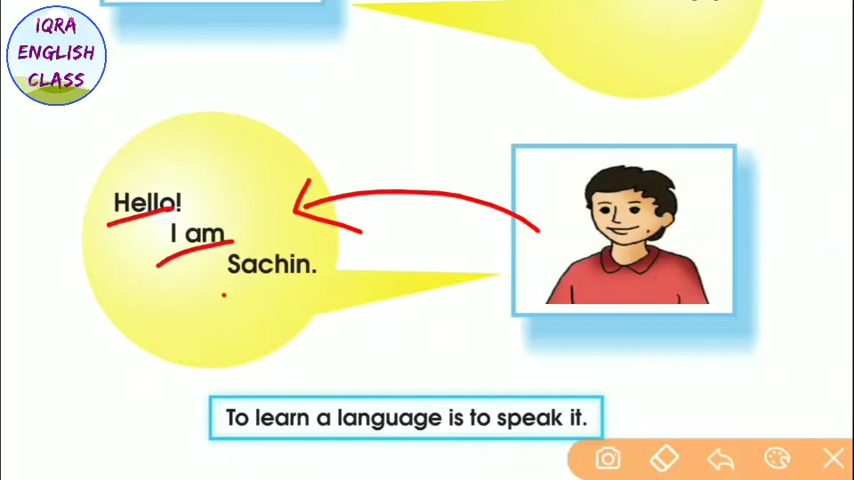 IQRA
ENGLISH
CLASS
Hello!
I am
Sachin.
To learn a language is to speak it.